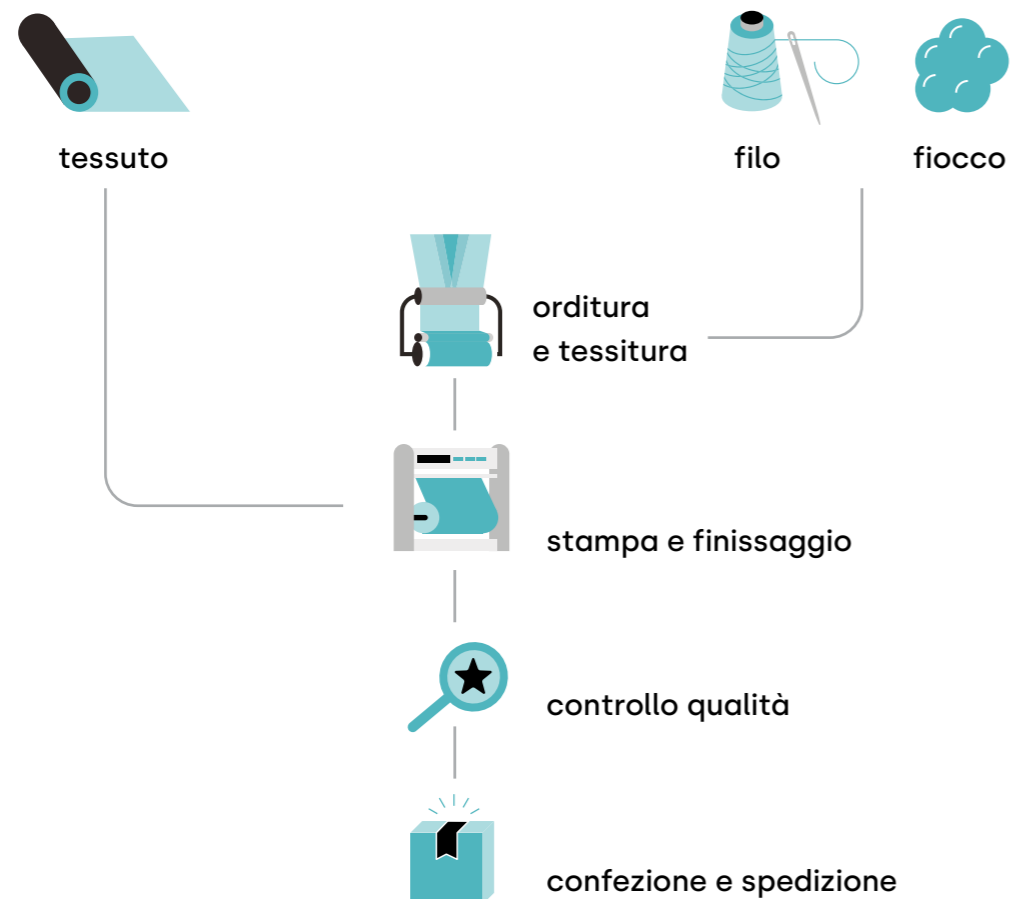 tessuto
filo
fiocco
orditura
e tessitura
stampa e finissaggio
controllo qualità
confezione e spedizione